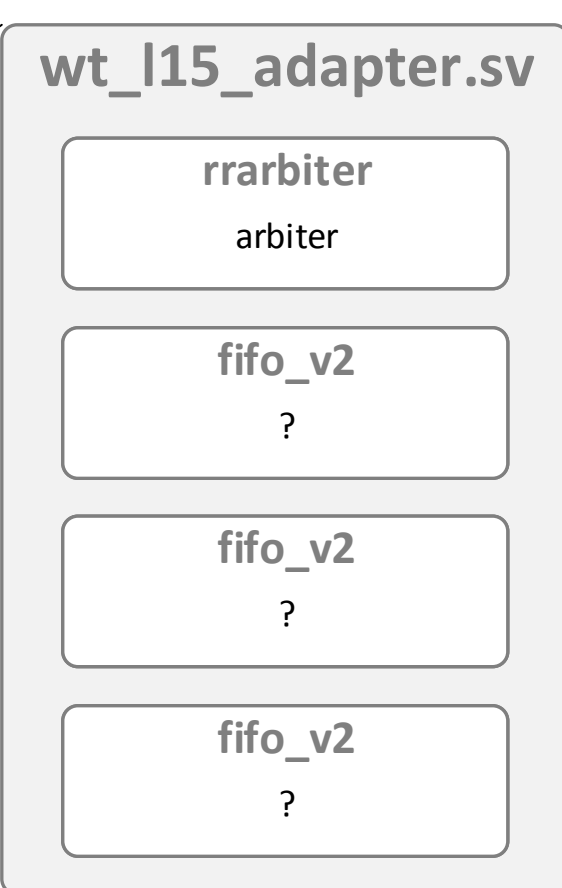 wt_l15_adapter.sv
rrarbiter
arbiter
fifo_v2
?
fifo_v2
?
fifo_v2
?